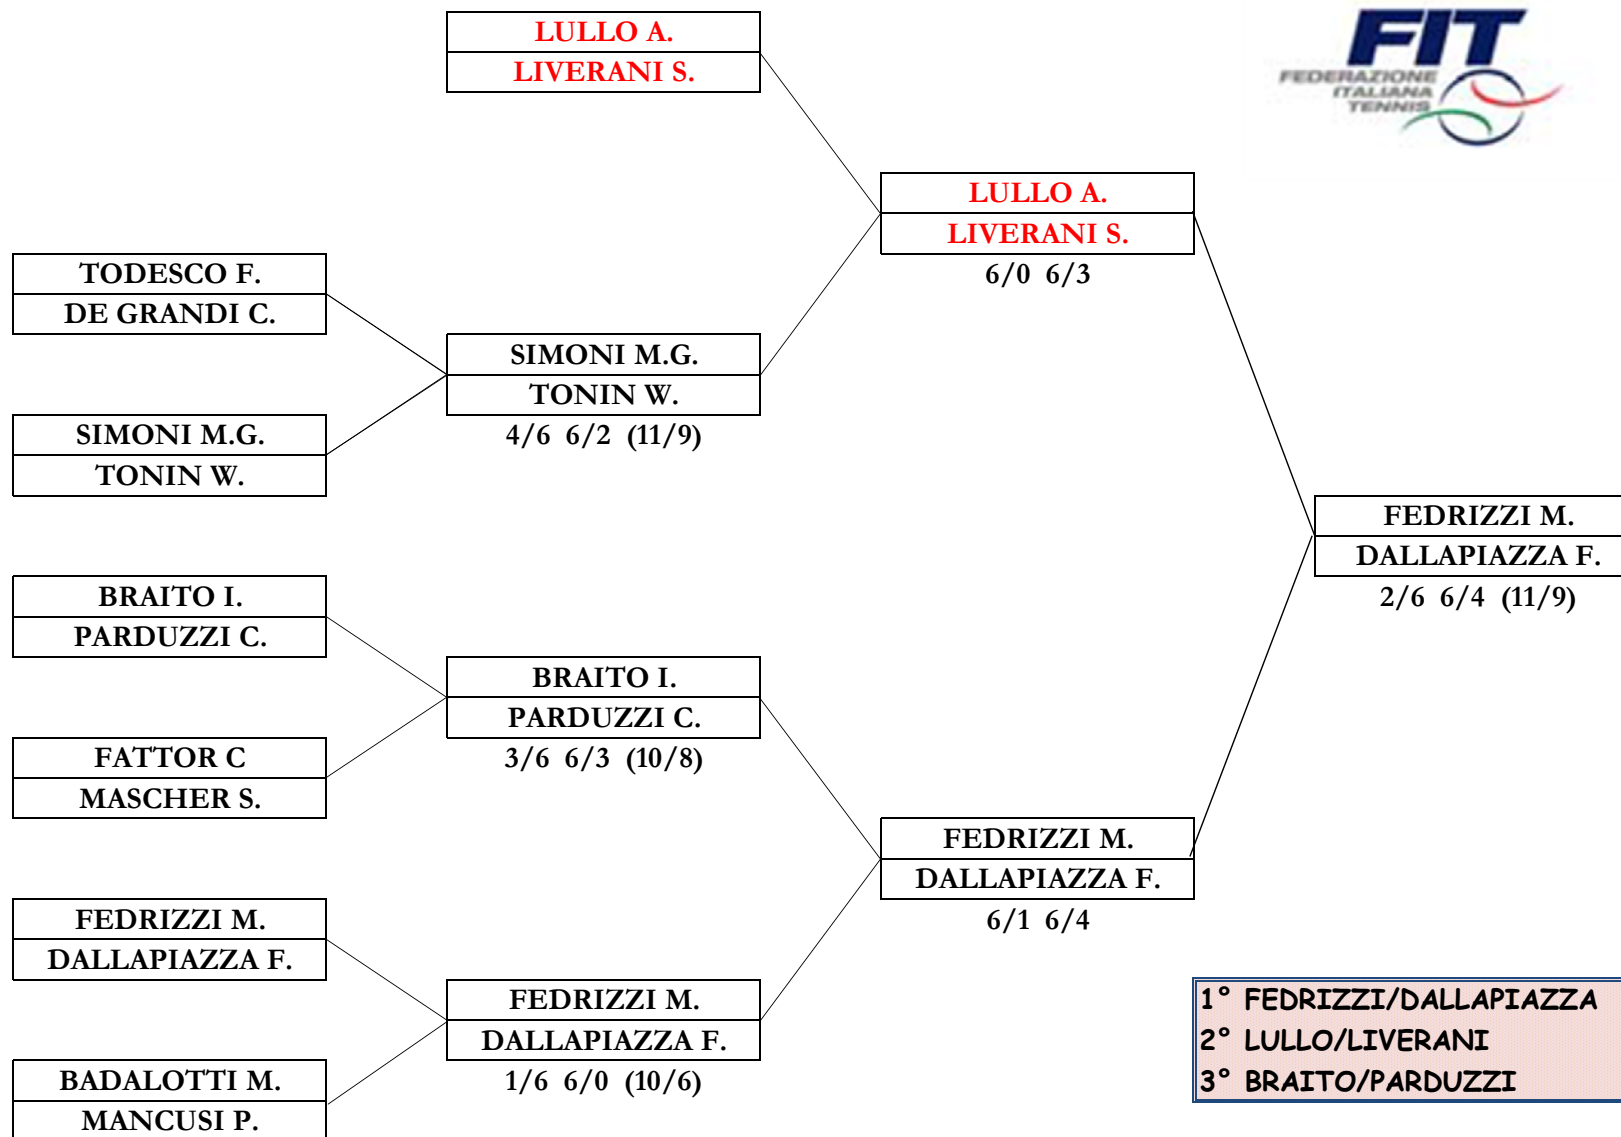 LULLO A.
LIVERANI S.
FIT
FEDERAZIONE
ITALIANA
TENNIS
LULLO A.
LIVERANI S.
6/0 6/3
TODESCO F.
DE GRANDI C.
SIMONI M.G.
TONIN W.
4/6 6/2 (11/9)
SIMONI M.G.
TONIN W.
FEDRIZZI M.
DALLAPIAZZA F.
2/6 6/4 (11/9)
BRAITO I.
PARDUZZI C.
BRAITO I.
PARDUZZI C.
3/6 6/3 (10/8)
FATTOR C
MASCHER S.
FEDRIZZI M.
DALLAPIAZZA F.
6/1 6/4
FEDRIZZI M.
DALLAPIAZZA F.
FEDRIZZI M.
DALLAPIAZZA F.
1/6 6/0 (10/6)
BADALOTTI M.
MANCUSI P.
1° FEDRIZZI/DALLAPIAZZA
2° LULLO/LIVERANI
3° BRAITO/PARDUZZI